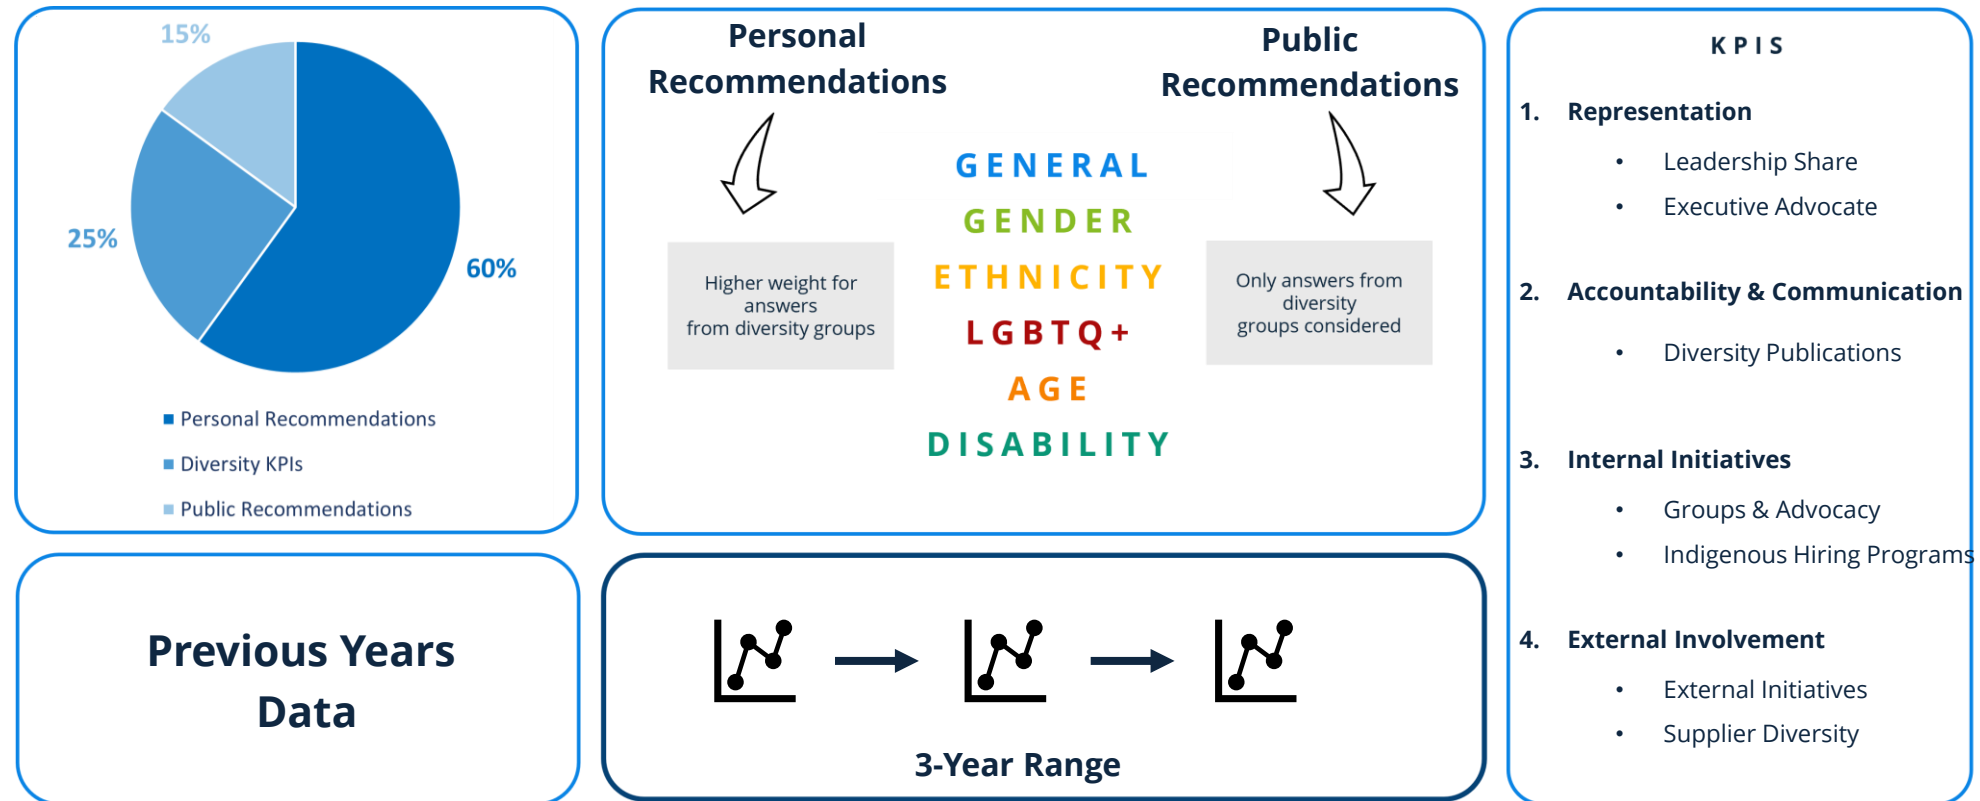 15%
25%
60%
Personal Recommendations
Diversity KPIs
Public Recommendations
Personal
Recommendations
Public
Recommendations
Higher weight for
answers
from diversity groups
GENERAL
GENDER
ETHNICITY
LGBTQ+
AGE
DISABILITY
Only answers from
diversity
groups considered
KPIS
1. Representation
• Leadership Share
• Executive Advocate
2. Accountability & Communication
• Diversity Publications
3. Internal Initiatives
• Groups & Advocacy
• Indigenous Hiring Programs
4. External Involvement
• External Initiatives
• Supplier Diversity
Previous Years
Data
3-Year Range